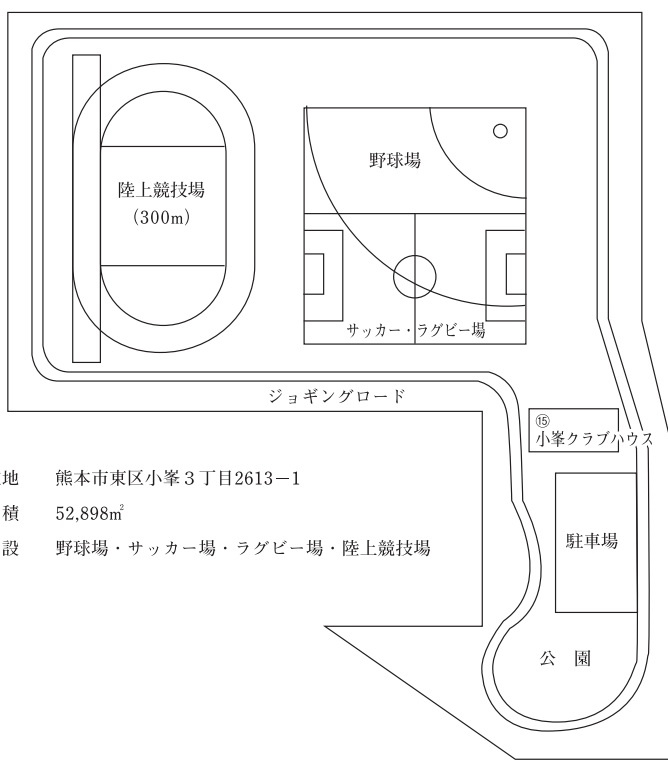 野球場
陸上競技場
(300m)
サッカー・ラグビー場
ジョギングロード
⑮
小峯クラブハウス
地 熊本市東区小峯3丁目2613−1
積 52,898㎡
設 野球場・サッカー場・ラグビー場・陸上競技場
駐車場
公 園